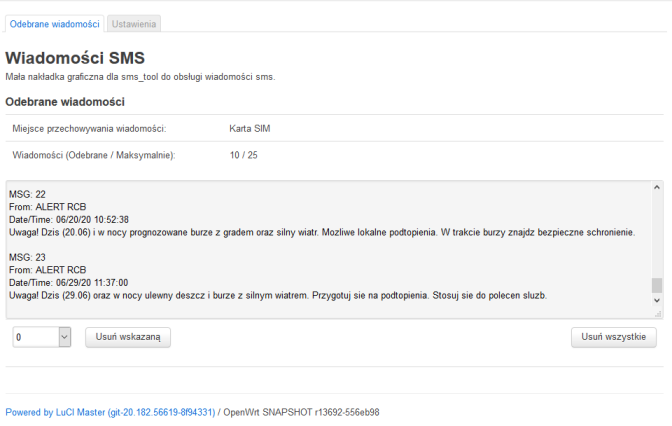 Odebrane wiadomości Ustawienia
Wiadomości SMS
Mała nakładka graficzna dla sms_tool do obsługi wiadomości sms.
Odebrane wiadomości
Miejsce przechowywania wiadomości: Karta SIM
Wiadomości (Odebrane / Maksymalnie): 10 / 25
MSG: 22
From: ALERT RCB
Date/Time: 06/20/20 10:52:38
Uwaga! Dzis (20.06) i w nocy prognozowane burze z gradem oraz silny wiatr. Mozliwe lokalne podtopienia. W trakcie burzy znajdz bezpieczne schronienie.
MSG: 23
From: ALERT RCB
Date/Time: 06/29/20 11:37:00
Uwaga! Dzis (29.06) oraz w nocy ulewny deszcz i burze z silnym wiatrem. Przygotuj sie na podtopienia. Stosuj sie do polecen sluzb.
0 Usuń wskazaną Usuń wszystkie
Powered by LuCI Master (git-20.182.56619-8f94331) / OpenWrt SNAPSHOT r13692-556eb98